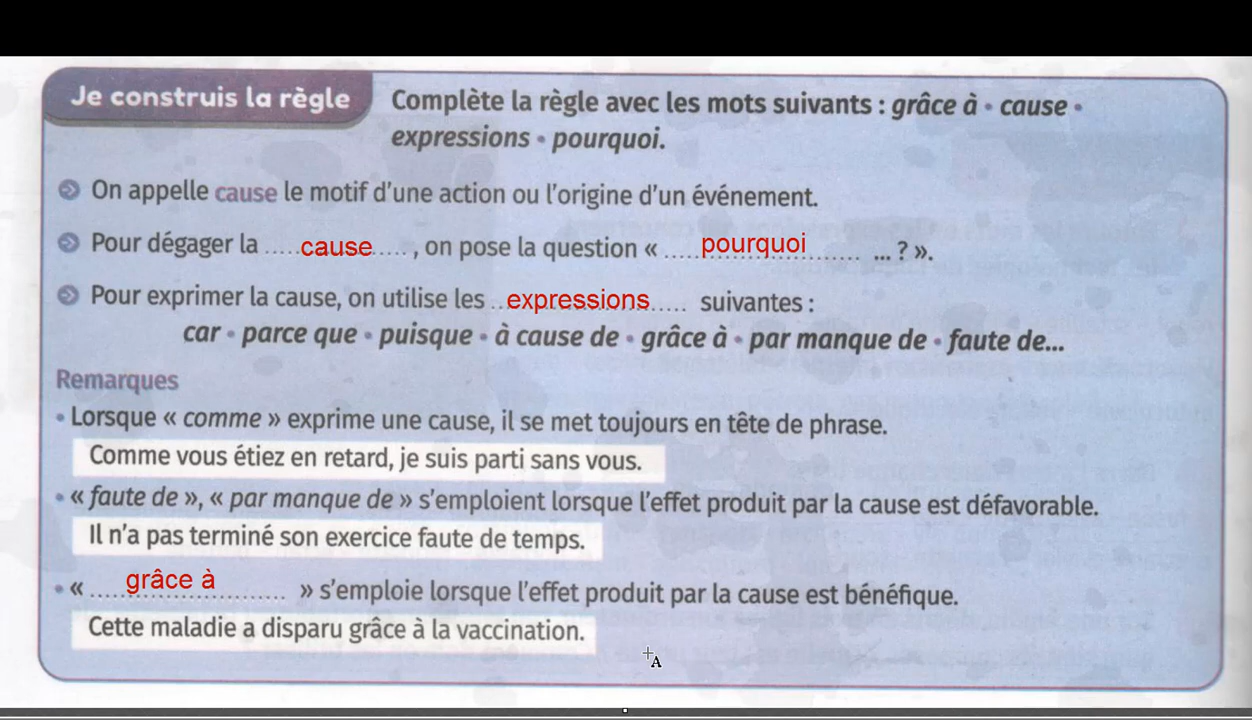 Je construis la règle
Complète la règle avec les mots suivants : grâce à • cause •
expressions • pourquoi.
On appelle cause le motif d'une action ou l'origine d'un événement.
Pour dégager la .....cause....., on pose la question « .....pourquoi.......... ... ? ».
Pour exprimer la cause, on utilise les ..expressions...... suivantes :
car • parce que • puisque • à cause de • grâce à • par manque de • faute de...
Remarques
• Lorsque « comme » exprime une cause, il se met toujours en tête de phrase.
Comme vous étiez en retard, je suis parti sans vous.
• « faute de », « par manque de » s'emploient lorsque l'effet produit par la cause est défavorable.
Il n'a pas terminé son exercice faute de temps.
• « .....grâce à.......... » s'emploie lorsque l'effet produit par la cause est bénéfique.
Cette maladie a disparu grâce à la vaccination.
A